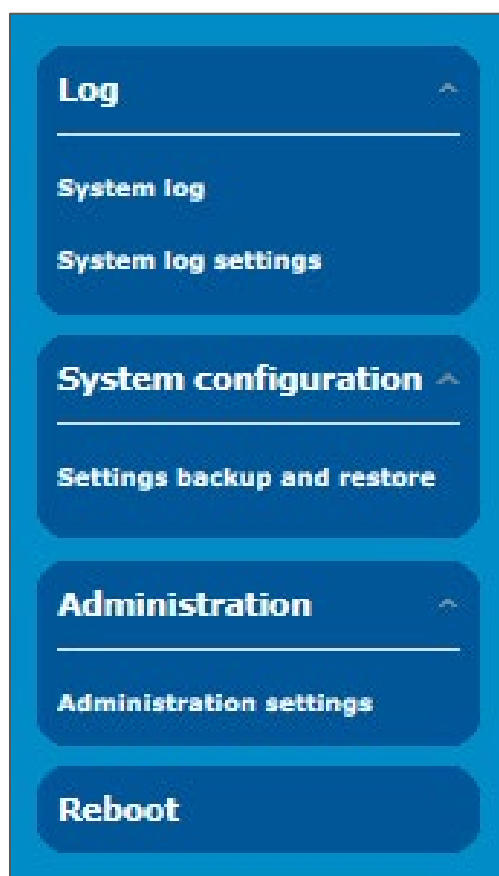 Log
System log
System log settings
System configuration
Settings backup and restore
Administration
Administration settings
Reboot